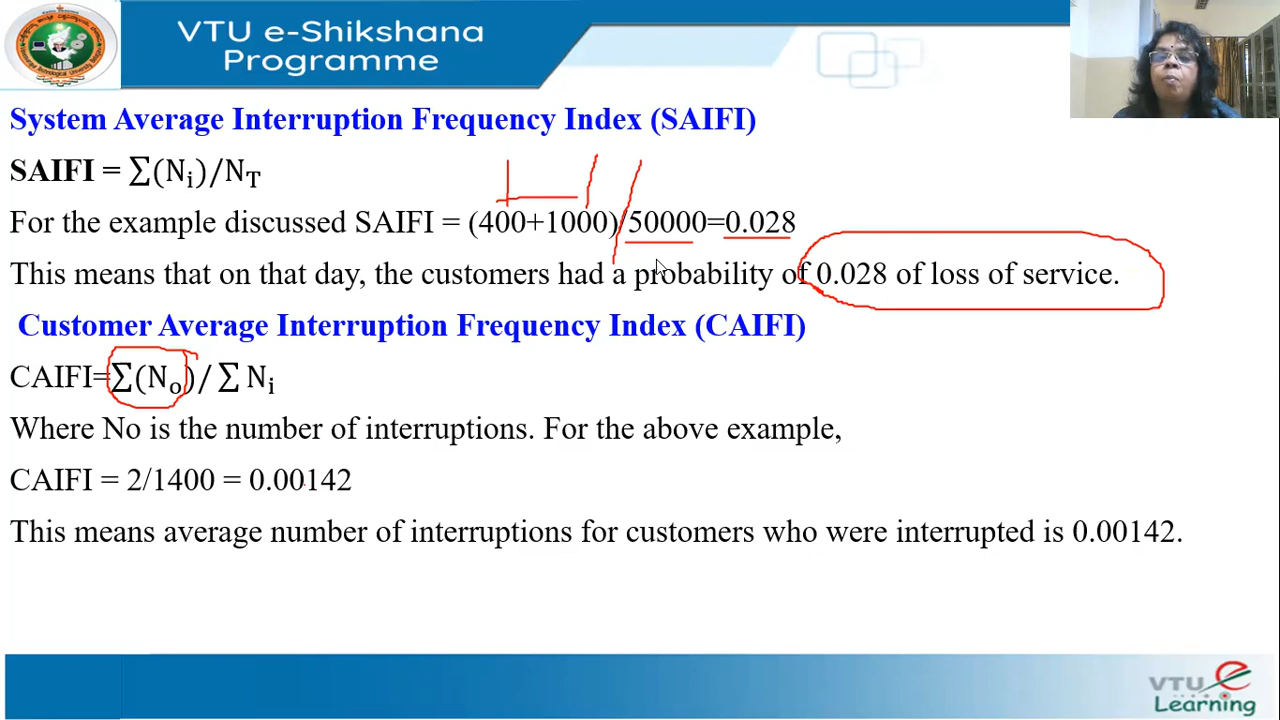 VTU e-Shikshana
Programme
System Average Interruption Frequency Index (SAIFI)
SAIFI = ∑(Nᵢ)/N_T
For the example discussed SAIFI = (400+1000)/50000=0.028
This means that on that day, the customers had a probability of 0.028 of loss of service.
Customer Average Interruption Frequency Index (CAIFI)
CAIFI=∑(Nₒ)/ ∑ Nᵢ
Where No is the number of interruptions. For the above example,
CAIFI = 2/1400 = 0.00142
This means average number of interruptions for customers who were interrupted is 0.00142.
VTU e
Learning